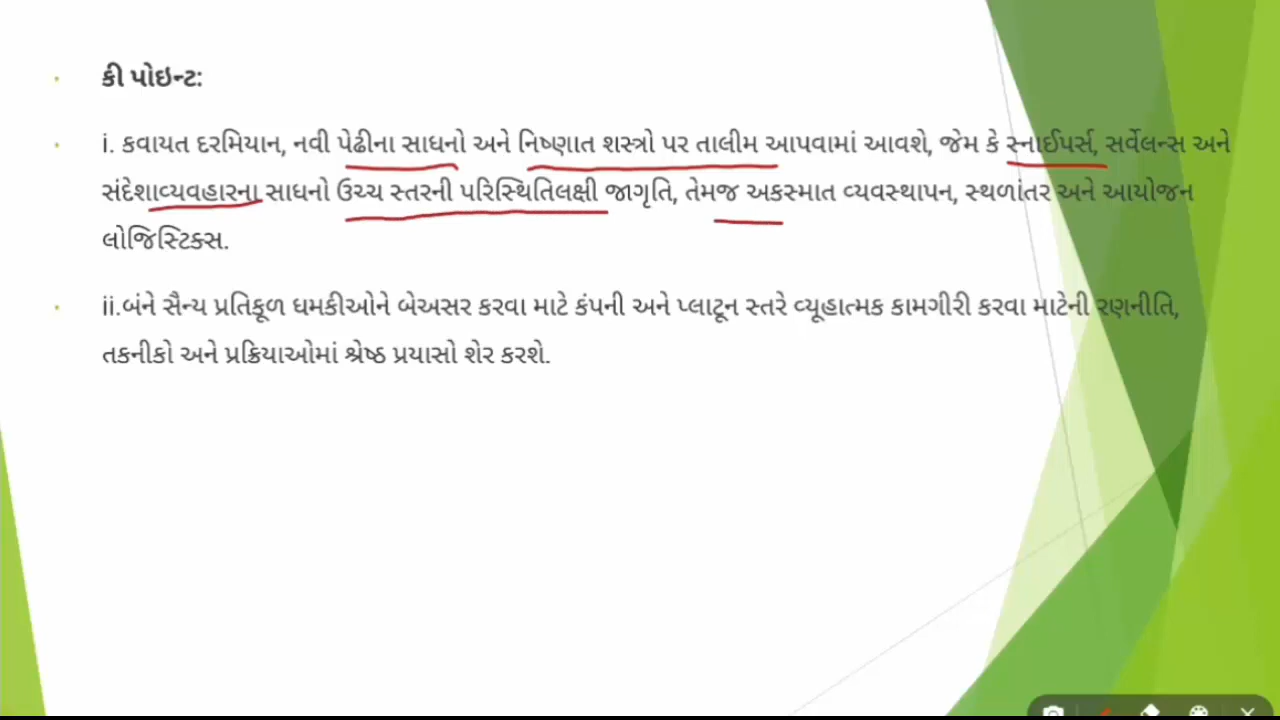 કી પોઇન્ટ:
i. કવાયત દરમિયાન, નવી પેઢીના સાધનો અને નિષ્ણાત શસ્ત્રો પર તાલીમ આપવામાં આવશે, જેમ કે સ્નાઈપર્સ, સર્વેલન્સ અને
સંદેશાવ્યવહારના સાધનો ઉચ્ચ સ્તરની પરિસ્થિતિલક્ષી જાગૃતિ, તેમજ અકસ્માત વ્યવસ્થાપન, સ્થળાંતર અને આયોજન
લોજિસ્ટિક્સ.
ii.બંને સૈન્ય પ્રતિકૂળ ધમકીઓને બેઅસર કરવા માટે કંપની અને પ્લાટૂન સ્તરે વ્યૂહાત્મક કામગીરી કરવા માટેની રણનીતિ,
તકનીકો અને પ્રક્રિયાઓમાં શ્રેષ્ઠ પ્રયાસો શેર કરશે.